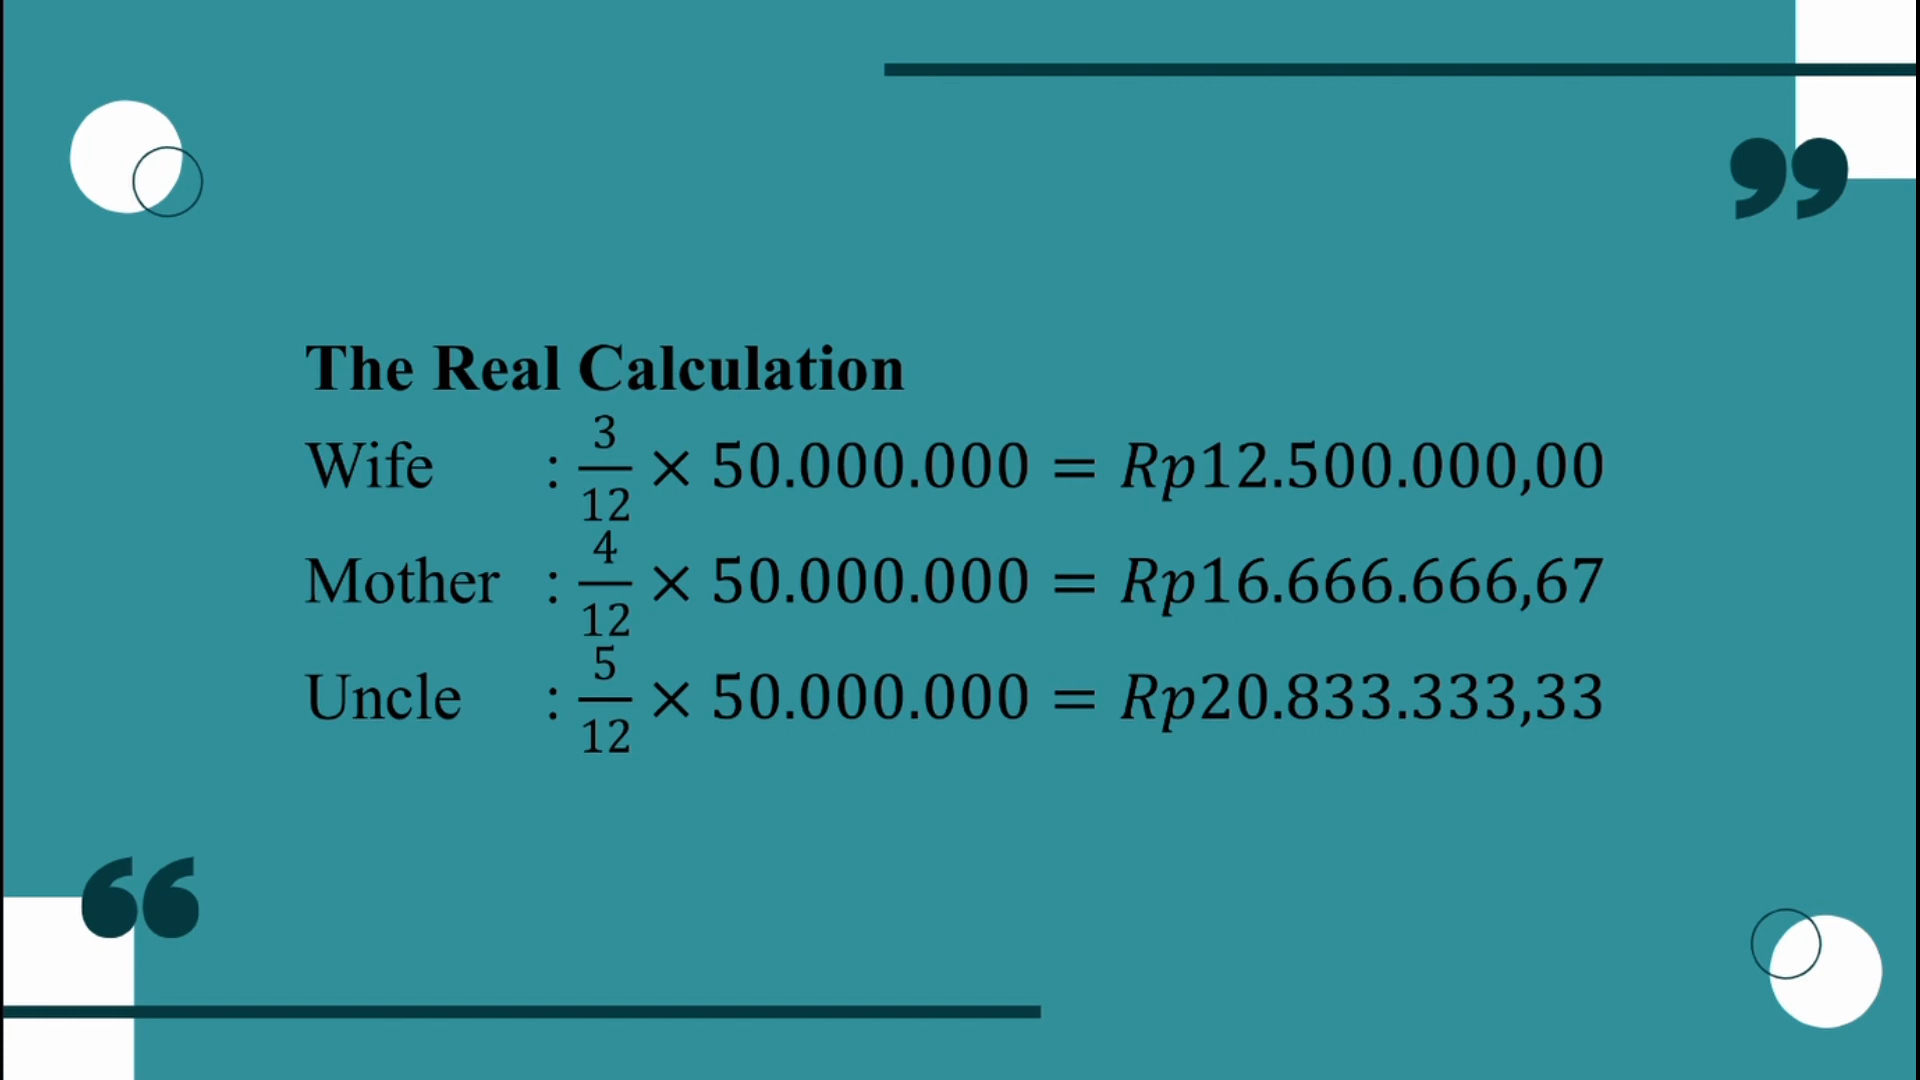 The Real Calculation
Wife : 3/12 × 50.000.000 = Rp12.500.000,00
Mother : 4/12 × 50.000.000 = Rp16.666.666,67
Uncle : 5/12 × 50.000.000 = Rp20.833.333,33